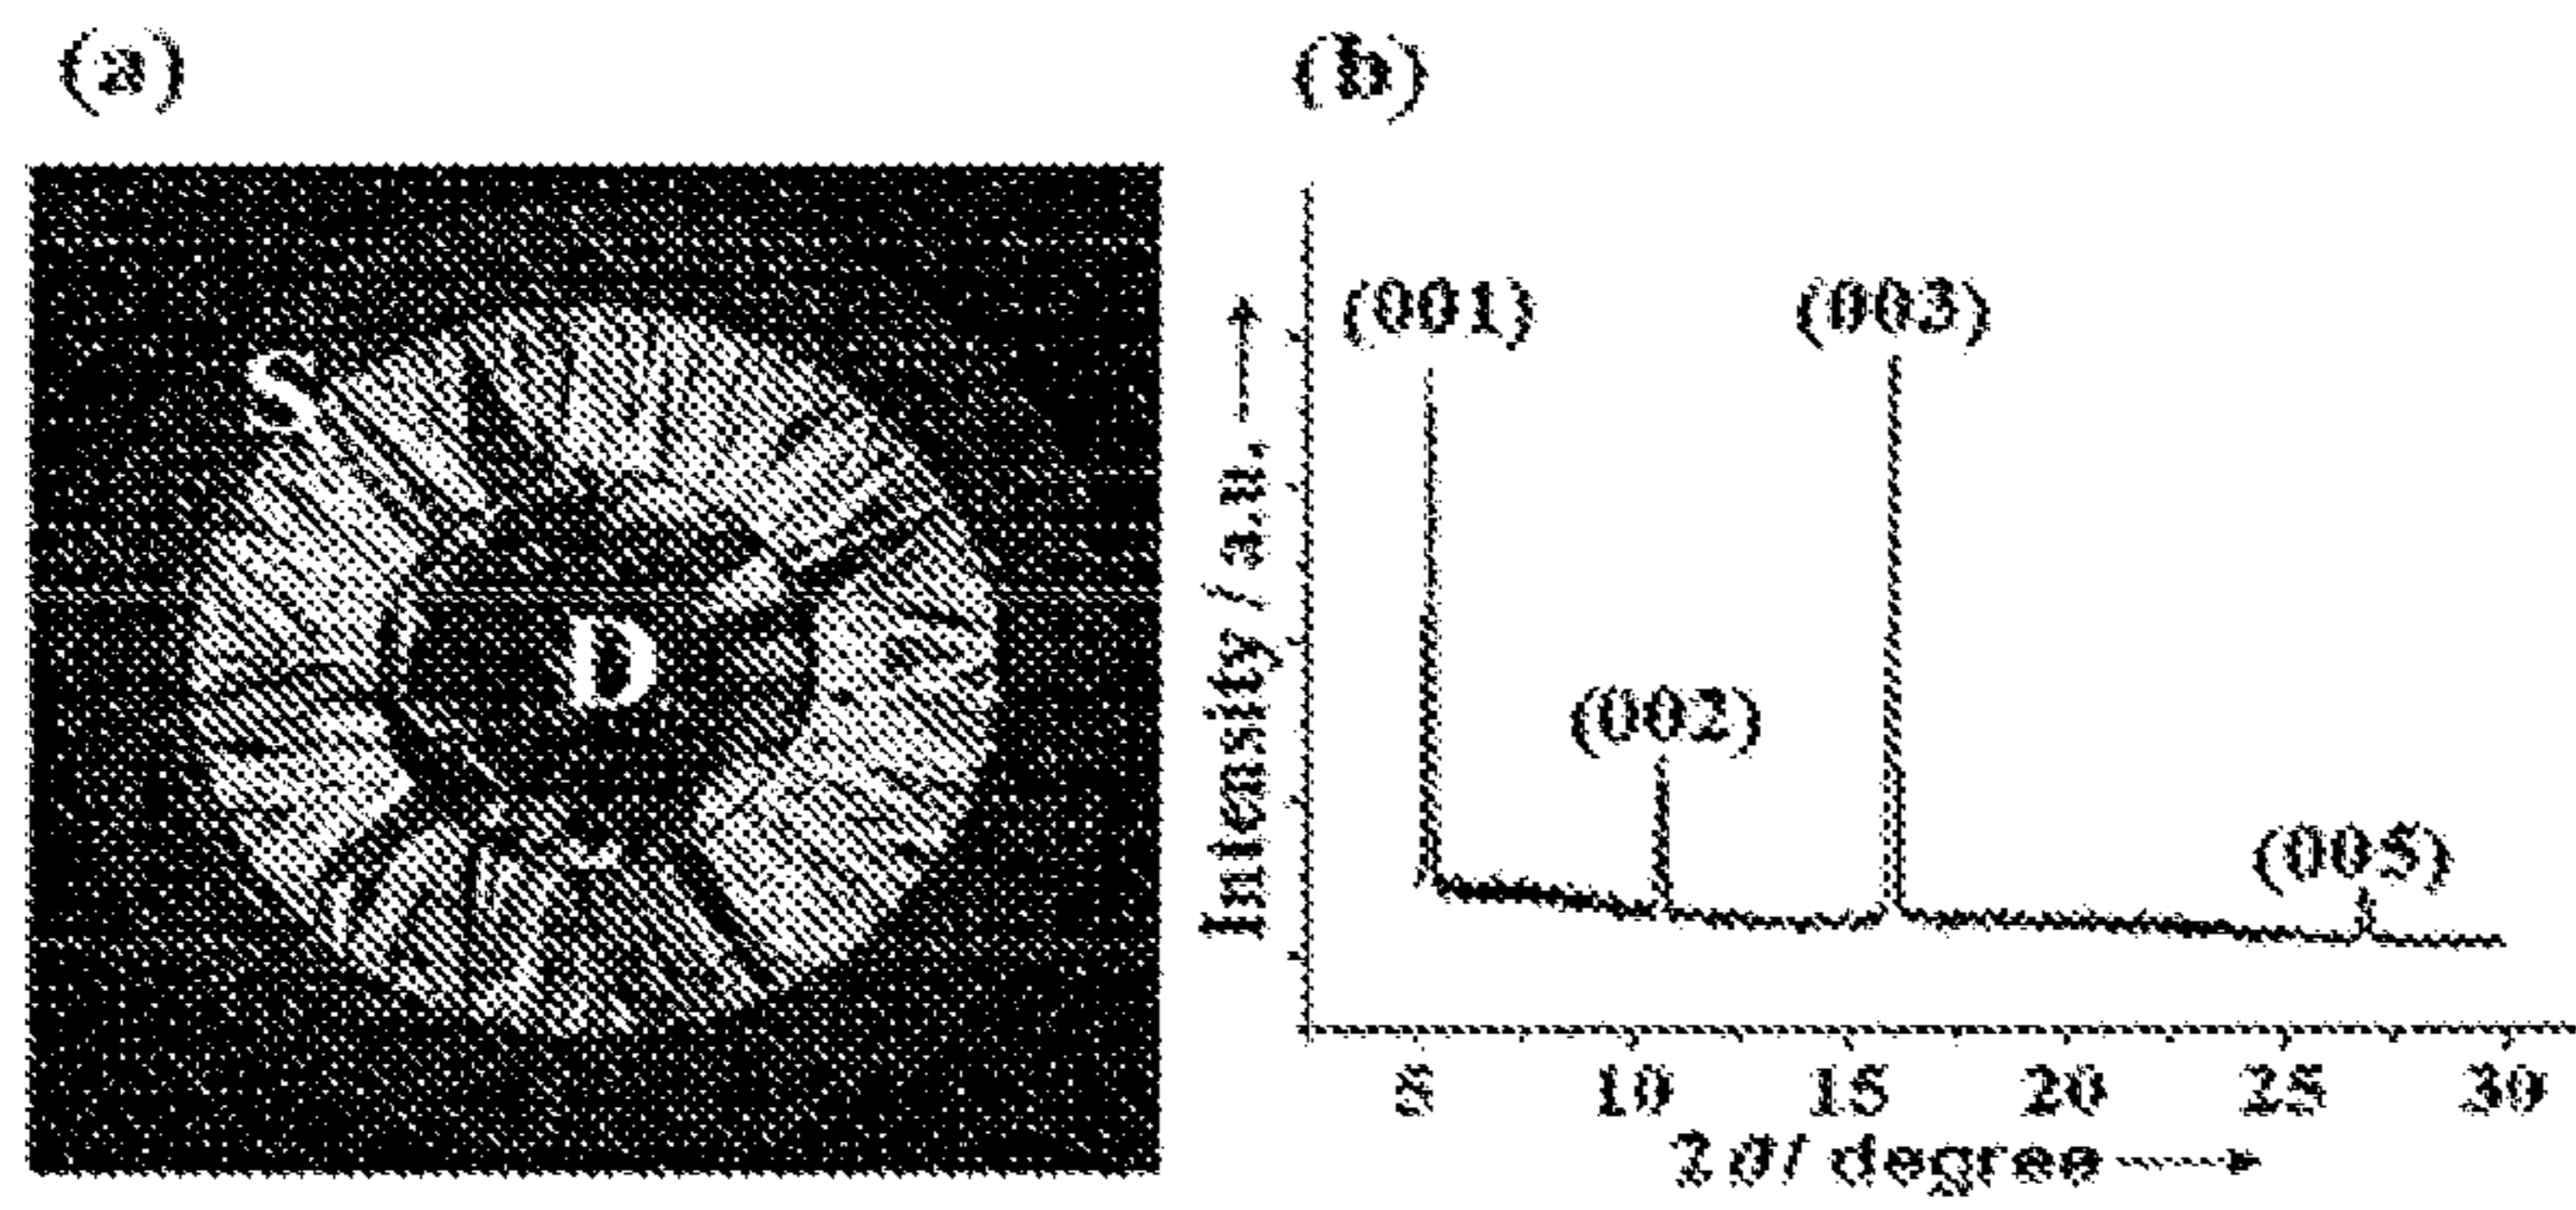 (a)
S
D
(b)
Intensity / a.u.
(001)
(002)
(003)
(005)
5 10 15 20 25 30
2θ/ degree